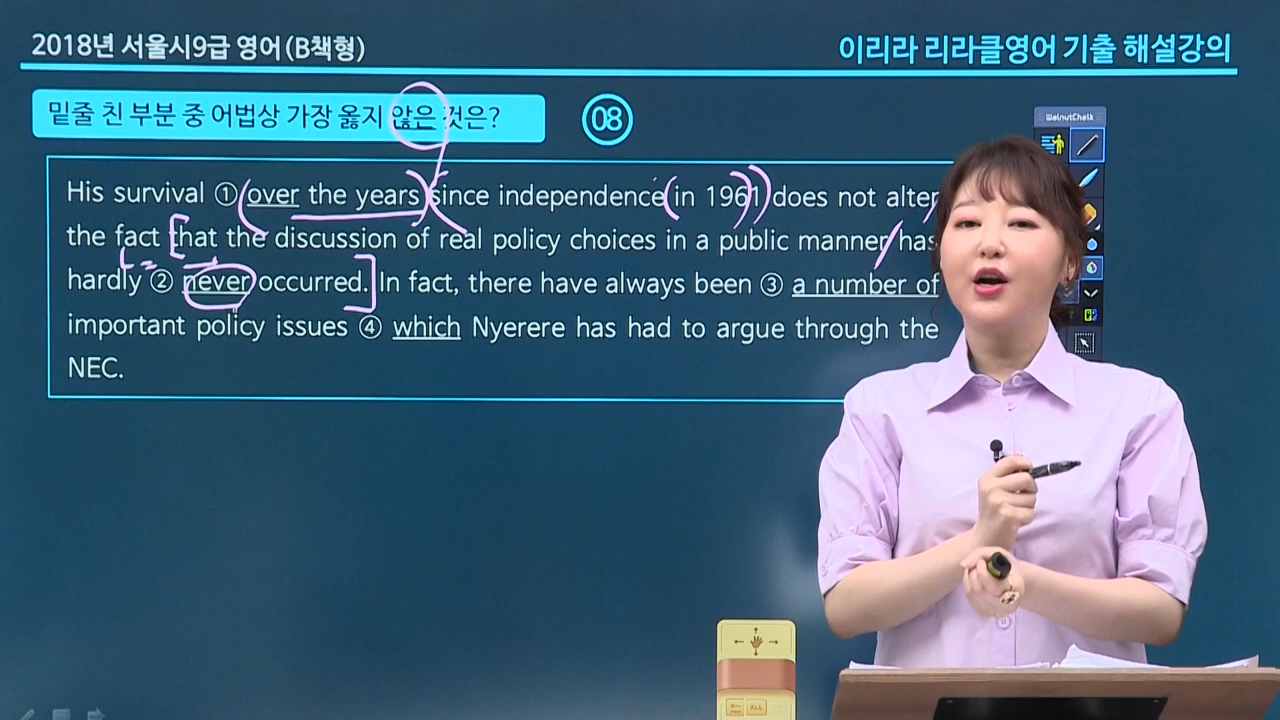 2018년 서울시9급 영어(B책형)
이리라 리라클영어 기출 해설강의
밑줄 친 부분 중 어법상 가장 옳지 않은 것은?
08
WalnutChalk
His survival ① over the years since independence in 1961 does not alter
the fact that the discussion of real policy choices in a public manner has
hardly ② never occurred. In fact, there have always been ③ a number of
important policy issues ④ which Nyerere has had to argue through the
NEC.
ALL